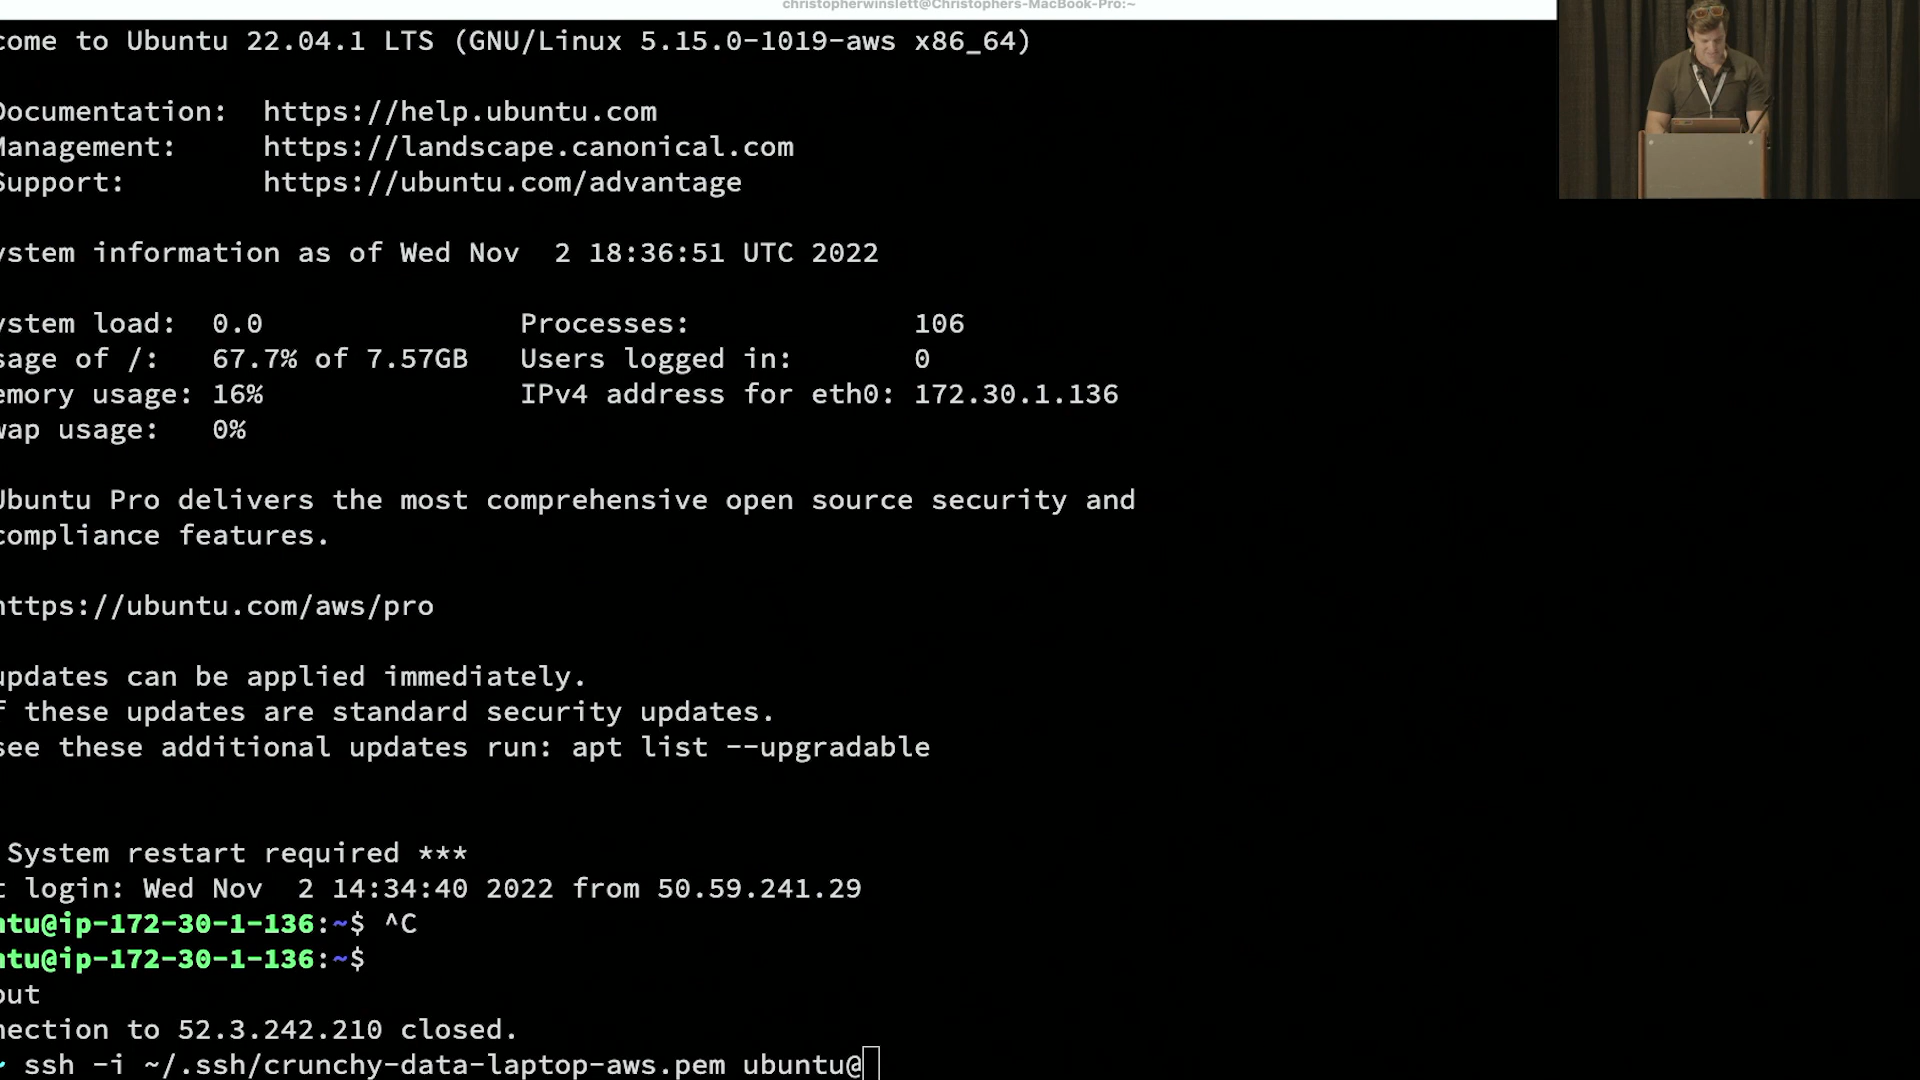 christopherwinslett@Christophers-MacBook-Pro:~
come to Ubuntu 22.04.1 LTS (GNU/Linux 5.15.0-1019-aws x86_64)
Documentation:  https://help.ubuntu.com
Management:     https://landscape.canonical.com
Support:        https://ubuntu.com/advantage
ystem information as of Wed Nov  2 18:36:51 UTC 2022
ystem load:  0.0               Processes:             106
sage of /:   67.7% of 7.57GB   Users logged in:       0
emory usage: 16%               IPv4 address for eth0: 172.30.1.136
wap usage:   0%
Ubuntu Pro delivers the most comprehensive open source security and
compliance features.
https://ubuntu.com/aws/pro
updates can be applied immediately.
f these updates are standard security updates.
see these additional updates run: apt list --upgradable
System restart required ***
t login: Wed Nov  2 14:34:40 2022 from 50.59.241.29
ntu@ip-172-30-1-136:~$ ^C
ntu@ip-172-30-1-136:~$
out
nection to 52.3.242.210 closed.
~ ssh -i ~/.ssh/crunchy-data-laptop-aws.pem ubuntu@